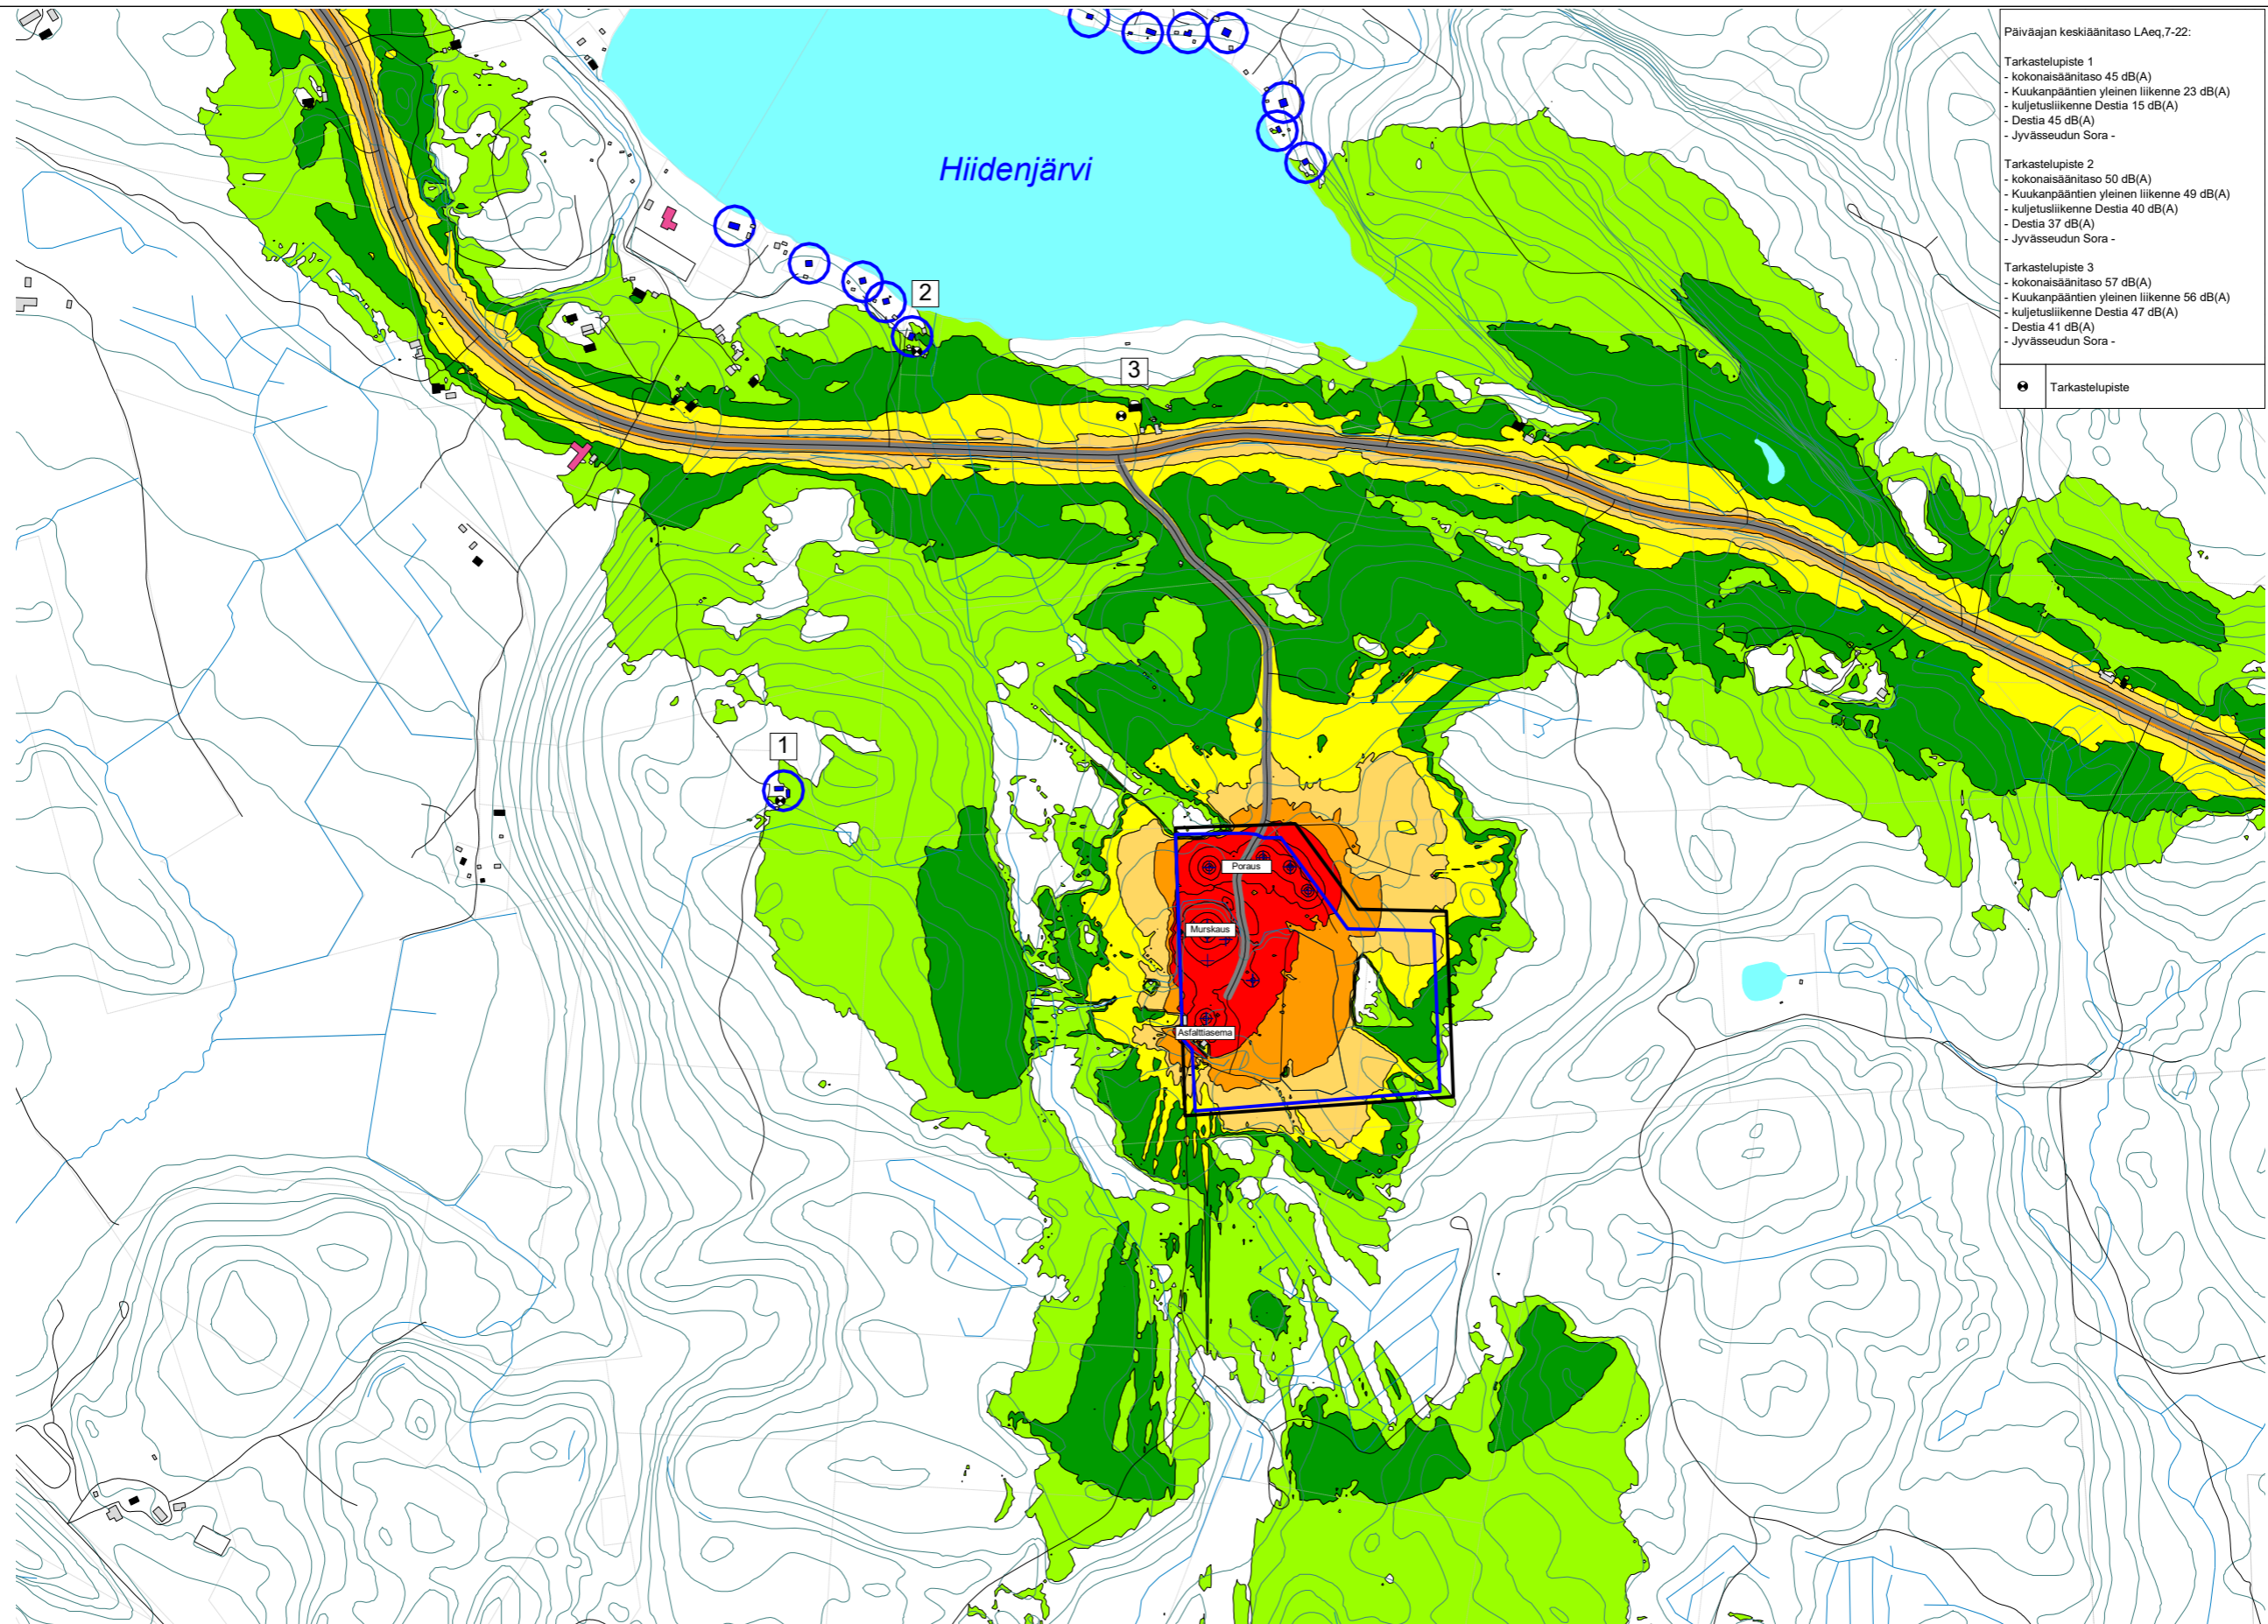 Päiväajan keskiäänitaso LAeq,7-22:
Tarkastelupiste 1
- kokonaisäänitaso 45 dB(A)
- Kuukanpääntien yleinen liikenne 23 dB(A)
- kuljetusliikenne Destia 15 dB(A)
- Destia 45 dB(A)
- Jyvässeudun Sora -
Tarkastelupiste 2
- kokonaisäänitaso 50 dB(A)
- Kuukanpääntien yleinen liikenne 49 dB(A)
- kuljetusliikenne Destia 40 dB(A)
- Destia 37 dB(A)
- Jyvässeudun Sora -
Tarkastelupiste 3
- kokonaisäänitaso 57 dB(A)
- Kuukanpääntien yleinen liikenne 56 dB(A)
- kuljetusliikenne Destia 47 dB(A)
- Destia 41 dB(A)
- Jyvässeudun Sora -
Tarkastelupiste
Hiidenjärvi
2
3
1
Poraus
Murskaus
Asfalttiasema